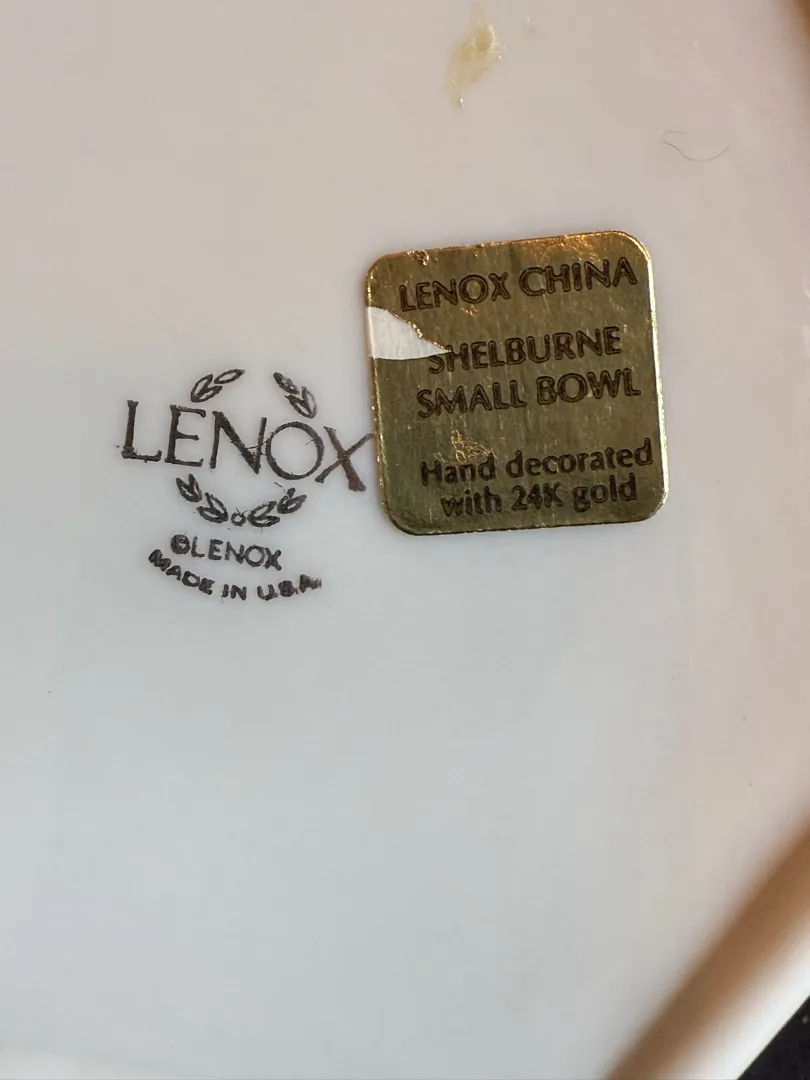 LENOX
©LENOX
MADE IN U.S.A.
LENOX CHINA
SHELBURNE
SMALL BOWL
Hand decorated
with 24K gold